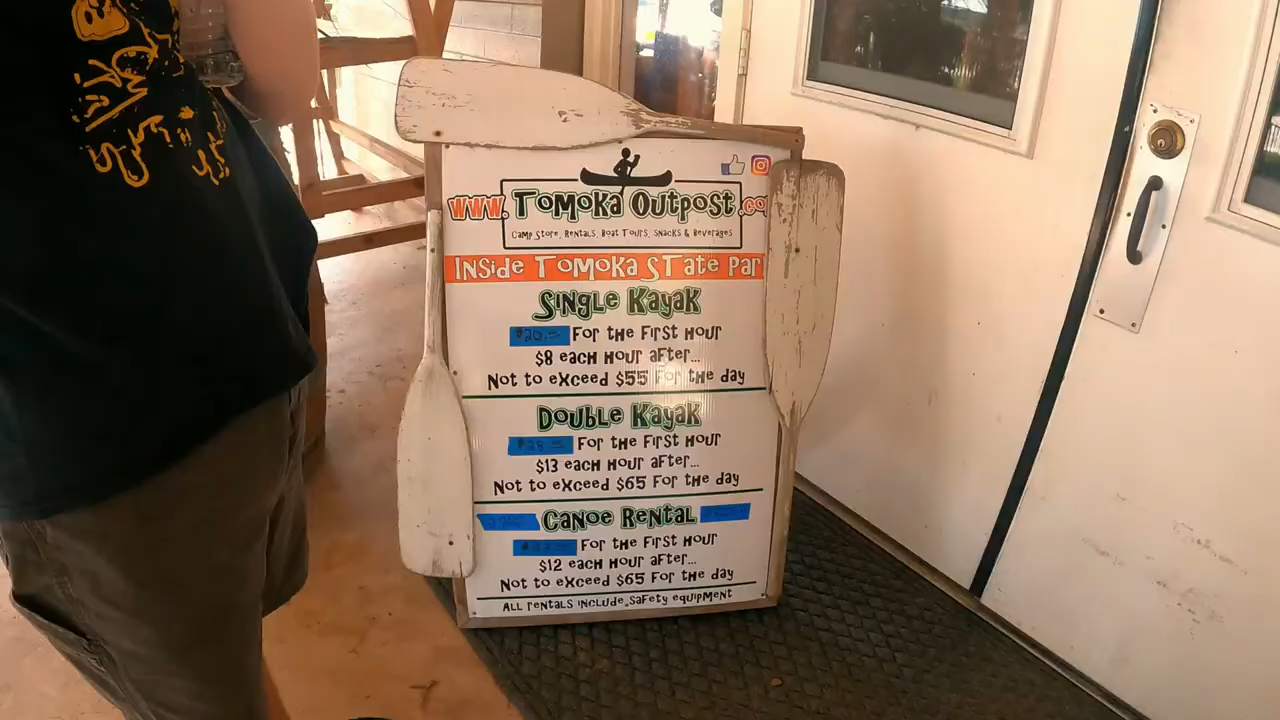 www.Tomoka Outpost.co
Camp Store, Rentals, Boat Tours, Snacks & Beverages
Inside Tomoka State Par
Single Kayak
$20.00 For the First Hour
$8 each Hour after...
Not to exceed $55 For the day
Double Kayak
$28.00 For the First Hour
$13 each Hour after...
Not to exceed $65 For the day
Canoe Rental
For the First Hour
$12 each Hour after...
Not to exceed $65 For the day
All rentals include safety equipment